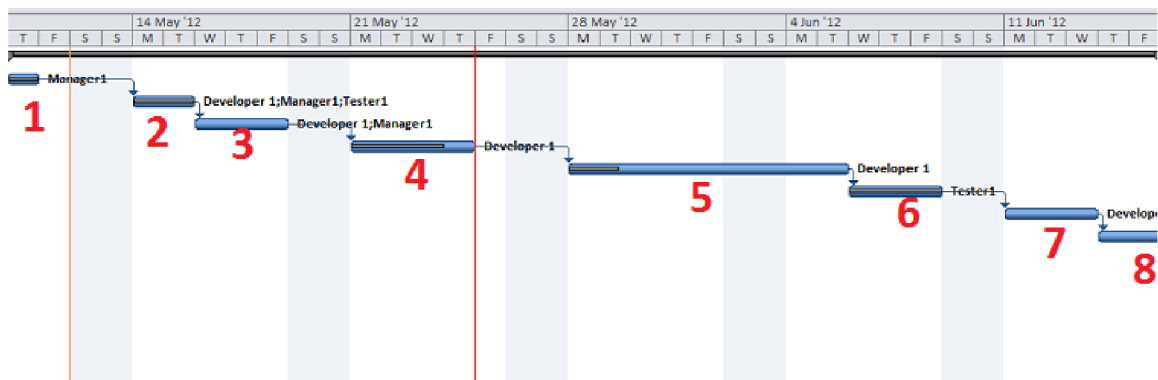 14 May '12 21 May '12 28 May '12 4 Jun '12 11 Jun '12
T F S S M T W T F S S M T W T F S S M T W T F S S M T W T F S S M T W T F
Manager1
1
Developer 1;Manager1;Tester1
2
Developer 1;Manager1
3
Developer 1
4
Developer 1
5
Tester1
6
Develop
7
8